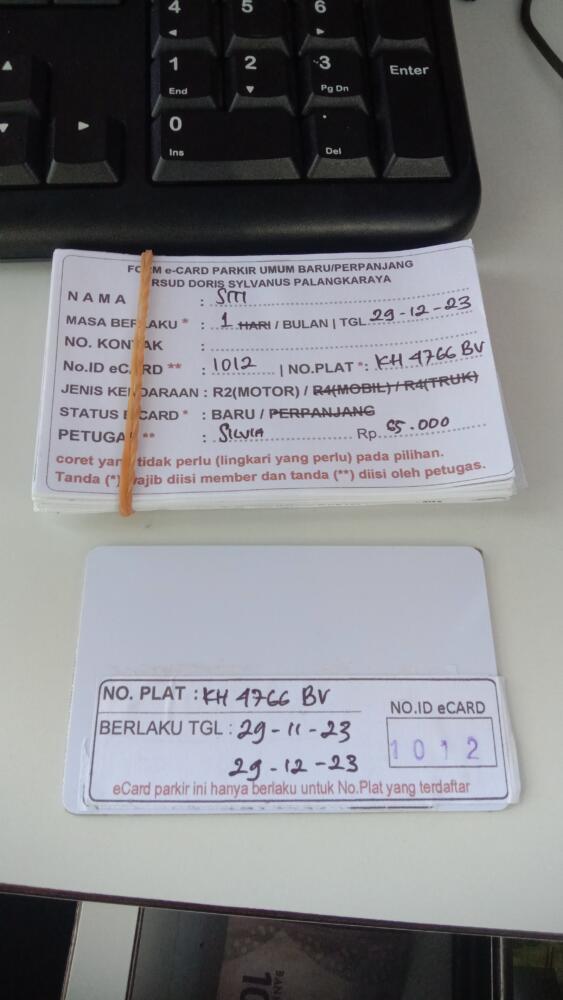 4 5 6
1 2 3 Enter
End Pg Dn
0 .
Ins Del
FORM e-CARD PARKIR UMUM BARU/PERPANJANG
RSUD DORIS SYLVANUS PALANGKARAYA
NAMA : SITI
MASA BERLAKU * : 1 HARI / BULAN | TGL 29-12-23
NO. KONTAK :
No.ID eCARD ** : 1012 | NO.PLAT *: KH 4766 BV
JENIS KENDARAAN : R2(MOTOR) / R4(MOBIL) / R4(TRUK)
STATUS ECARD * : BARU / PERPANJANG
PETUGAS ** : SILVIA Rp.
coret yang tidak perlu (lingkari yang perlu) pada pilihan.
Tanda (*) wajib diisi member dan tanda (**) diisi oleh petugas.
NO. PLAT : KH 4766 BV
NO.ID eCARD
BERLAKU TGL : 29-11-23
1012
29-12-23
eCard parkir ini hanya berlaku untuk No.Plat yang terdaftar